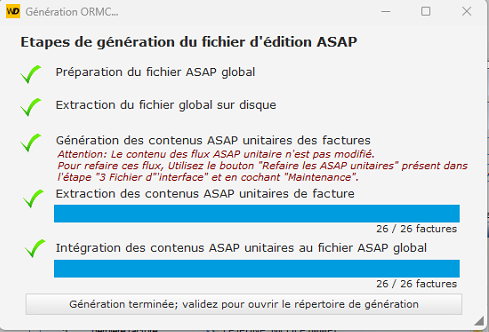 WD Génération ORMC...
Etapes de génération du fichier d'édition ASAP
Préparation du fichier ASAP global
Extraction du fichier global sur disque
Génération des contenus ASAP unitaires des factures
Attention: Le contenu des flux ASAP unitaire n'est pas modifié.
Pour refaire ces flux, Utilisez le bouton "Refaire les ASAP unitaires" présent dans
l'étape "3 Fichier d'"interface" et en cochant "Maintenance".
Extraction des contenus ASAP unitaires de facture
26 / 26 factures
Intégration des contenus ASAP unitaires au fichier ASAP global
26 / 26 factures
Génération terminée; validez pour ouvrir le répertoire de génération